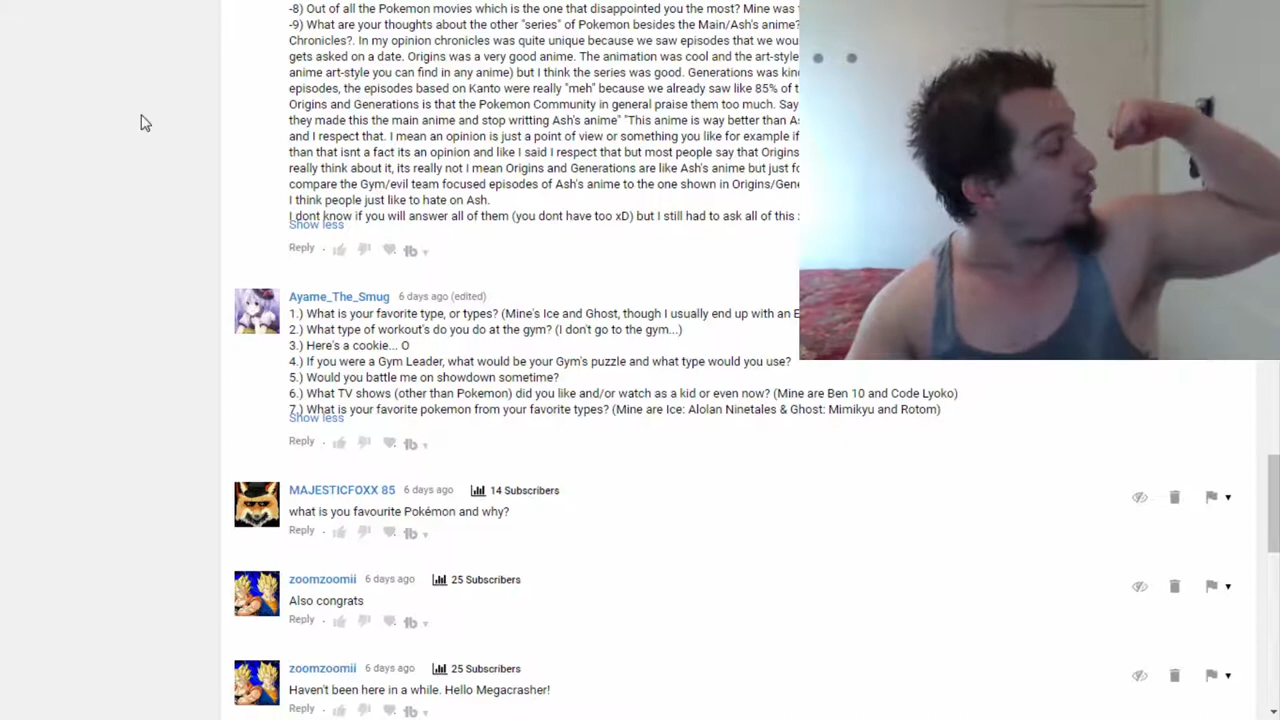 -8) Out of all the Pokemon movies which is the one that disappointed you the most? Mine was
-9) What are your thoughts about the other "series" of Pokemon besides the Main/Ash's anime?
Chronicles?. In my opinion chronicles was quite unique because we saw episodes that we
gets asked on a date. Origins was a very good anime. The animation was cool and the art-style
anime art-style you can find in any anime) but I think the series was good. Generations was
episodes, the episodes based on Kanto were really "meh" because we already saw like 85% of
Origins and Generations is that the Pokemon Community in general praise them too much. Say
they made this the main anime and stop writting Ash's anime" "This anime is way better than
and I respect that. I mean an opinion is just a point of view or something you like for example if
than that isnt a fact its an opinion and like I said I respect that but most people say that Origins
really think about it, its really not I mean Origins and Generations are like Ash's anime but just
compare the Gym/evil team focused episodes of Ash's anime to the one shown in
I think people just like to hate on Ash.
I dont know if you will answer all of them (you dont have too xD) but I still had to ask all of this :
Show less
Reply
Ayame_The_Smug 6 days ago (edited)
1.) What is your favorite type, or types? (Mine's Ice and Ghost, though I usually end up with an
2.) What type of workout's do you do at the gym? (I don't go to the gym...)
3.) Here's a cookie... O
4.) If you were a Gym Leader, what would be your Gym's puzzle and what type would you use?
5.) Would you battle me on showdown sometime?
6.) What TV shows (other than Pokemon) did you like and/or watch as a kid or even now? (Mine are Ben 10 and Code Lyoko)
7.) What is your favorite pokemon from your favorite types? (Mine are Ice: Alolan Ninetales & Ghost: Mimikyu and Rotom)
Show less
Reply
MAJESTICFOXX 85 6 days ago 14 Subscribers
what is you favourite Pokémon and why?
Reply
zoomzoomii 6 days ago 25 Subscribers
Also congrats
Reply
zoomzoomii 6 days ago 25 Subscribers
Haven't been here in a while. Hello Megacrasher!
Reply